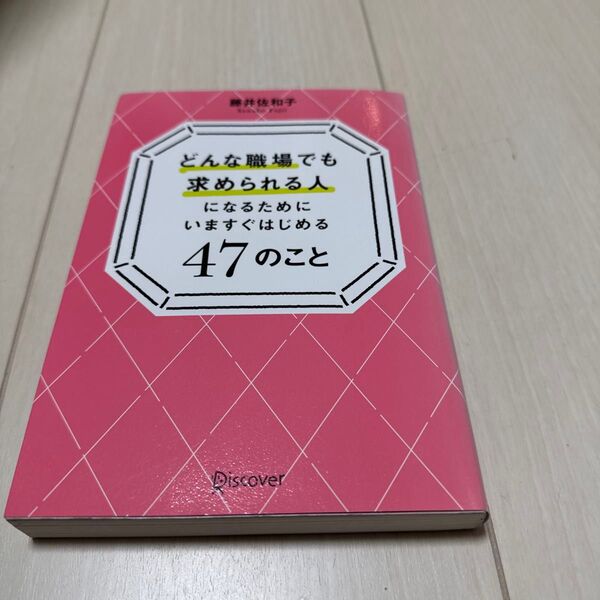 藤井佐和子
どんな職場でも
求められる人
になるために
いますぐはじめる
47のこと
Discover